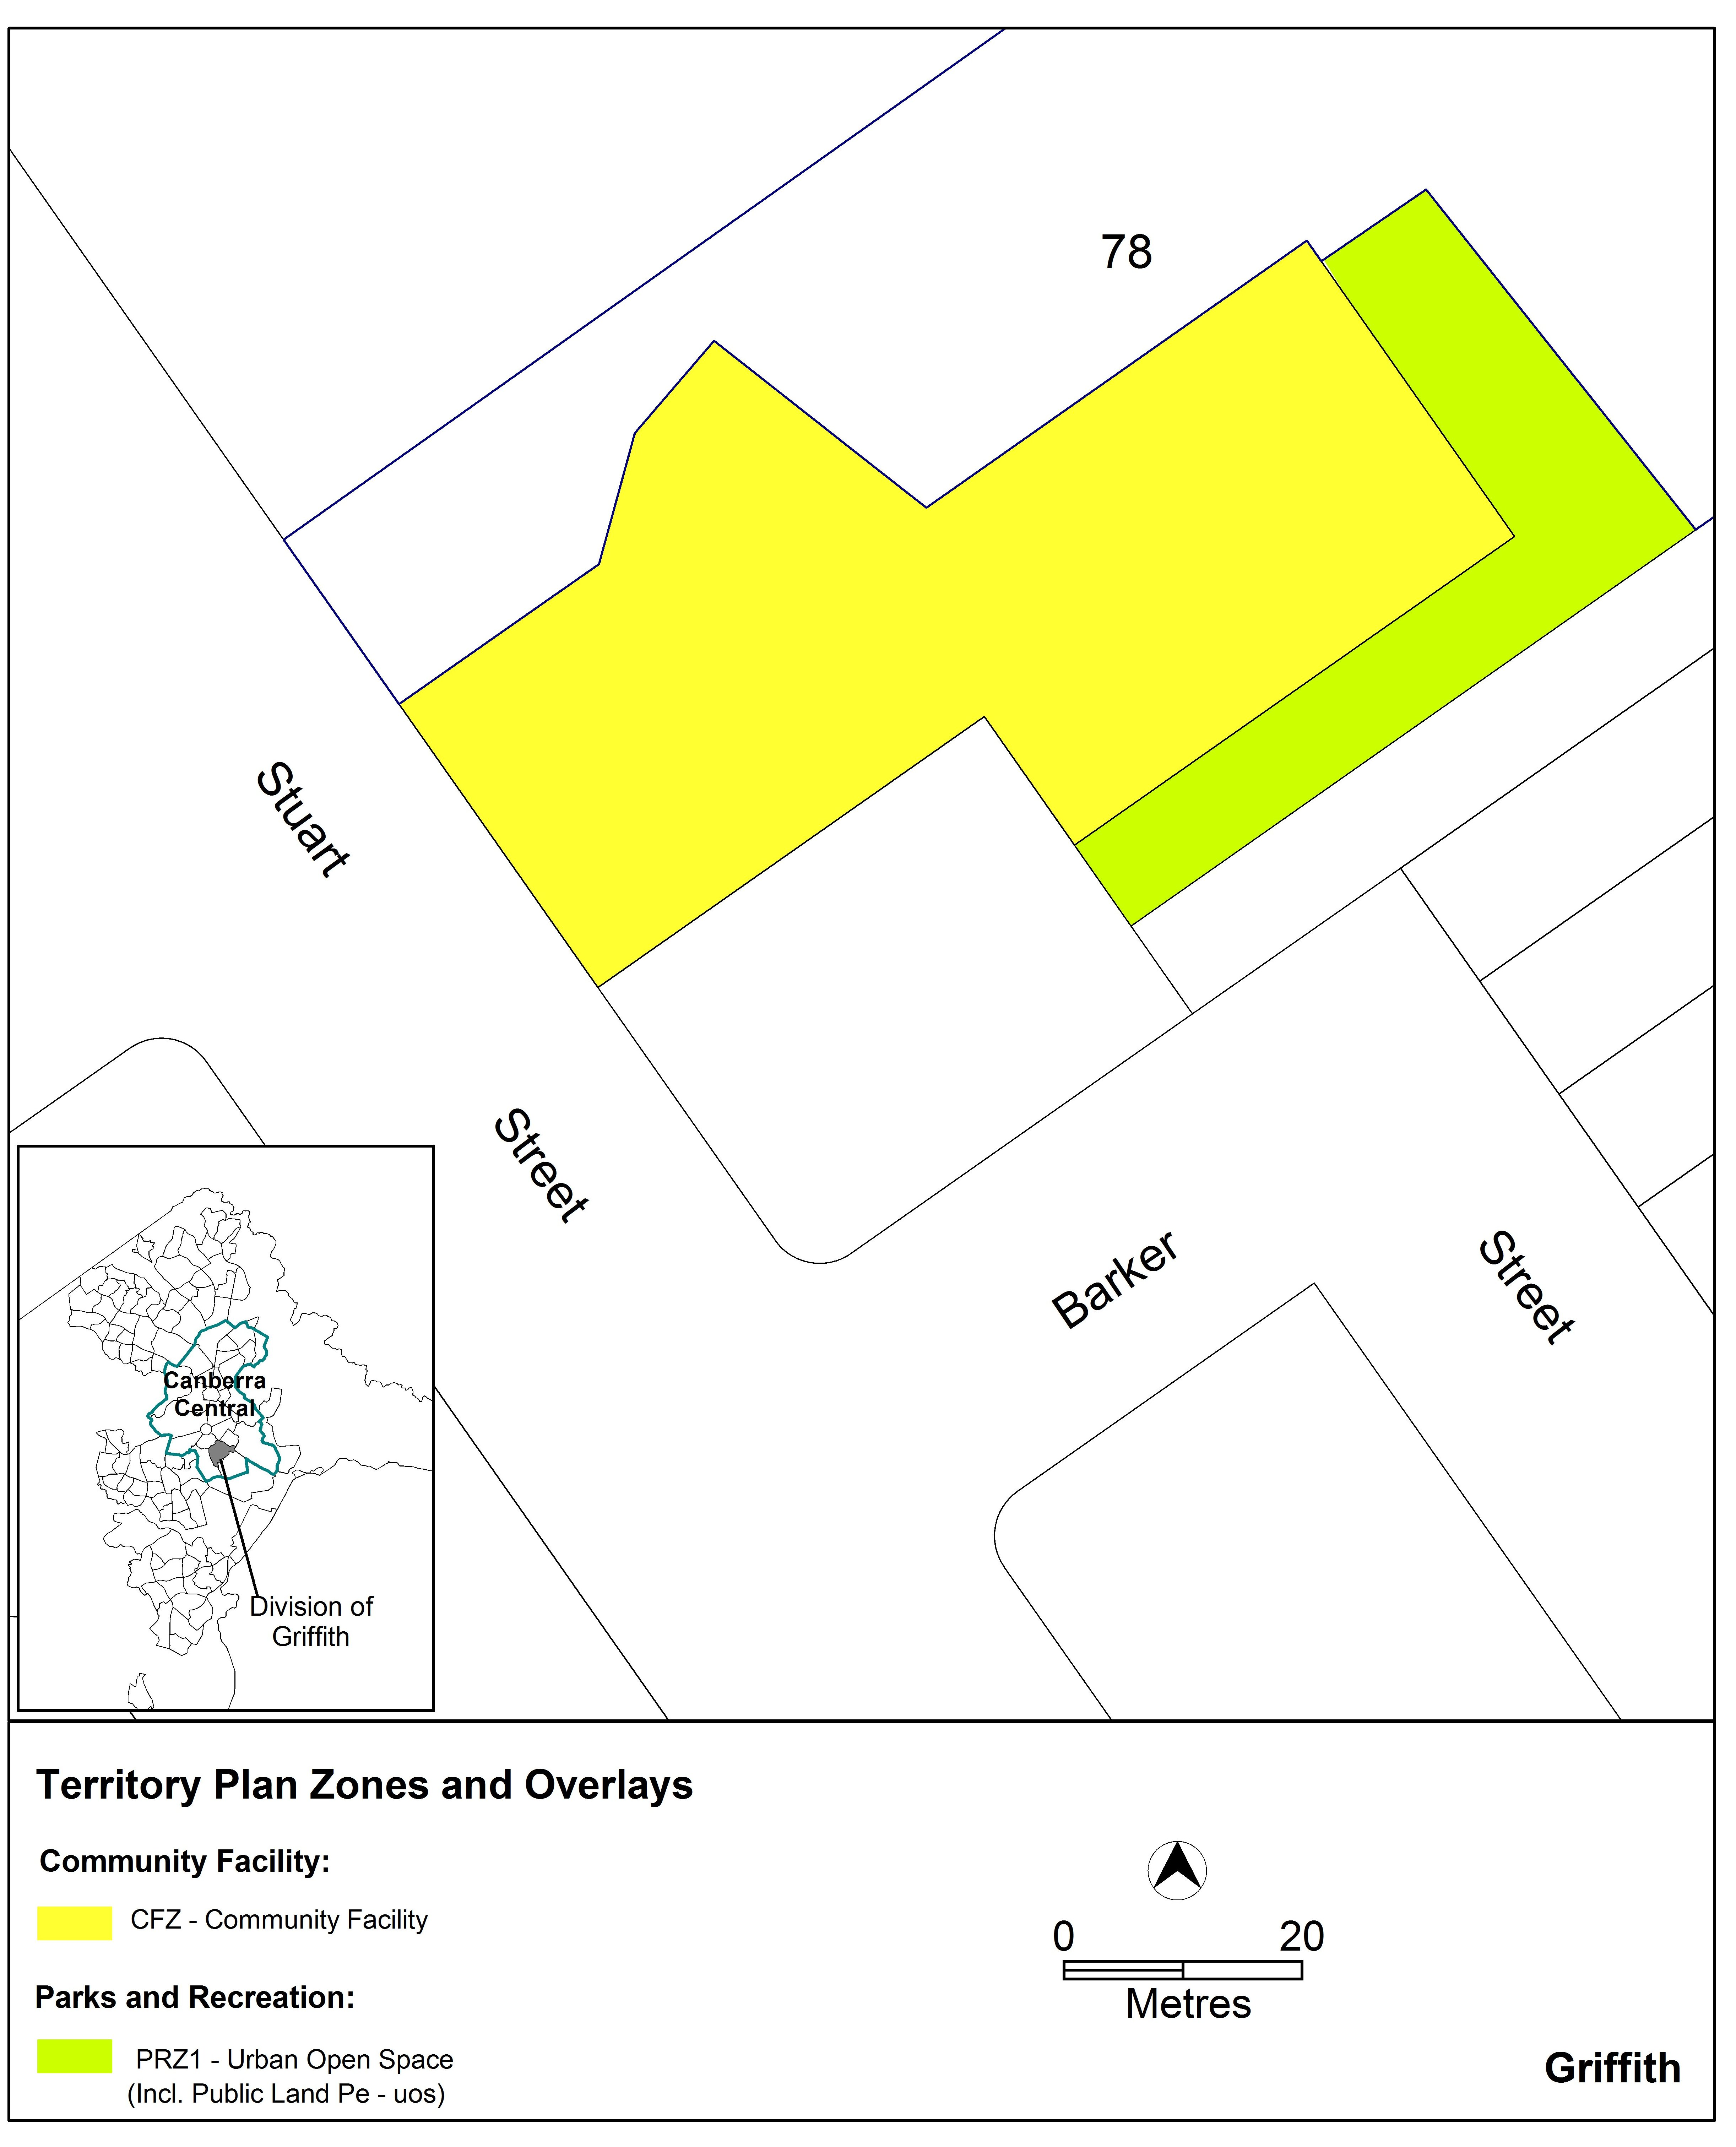 78
Stuart
Street
Barker
Street
Canberra
Central
Division of
Griffith
Territory Plan Zones and Overlays
Community Facility:
CFZ - Community Facility
Parks and Recreation:
PRZ1 - Urban Open Space
(Incl. Public Land Pe - uos)
0 20
Metres
Griffith